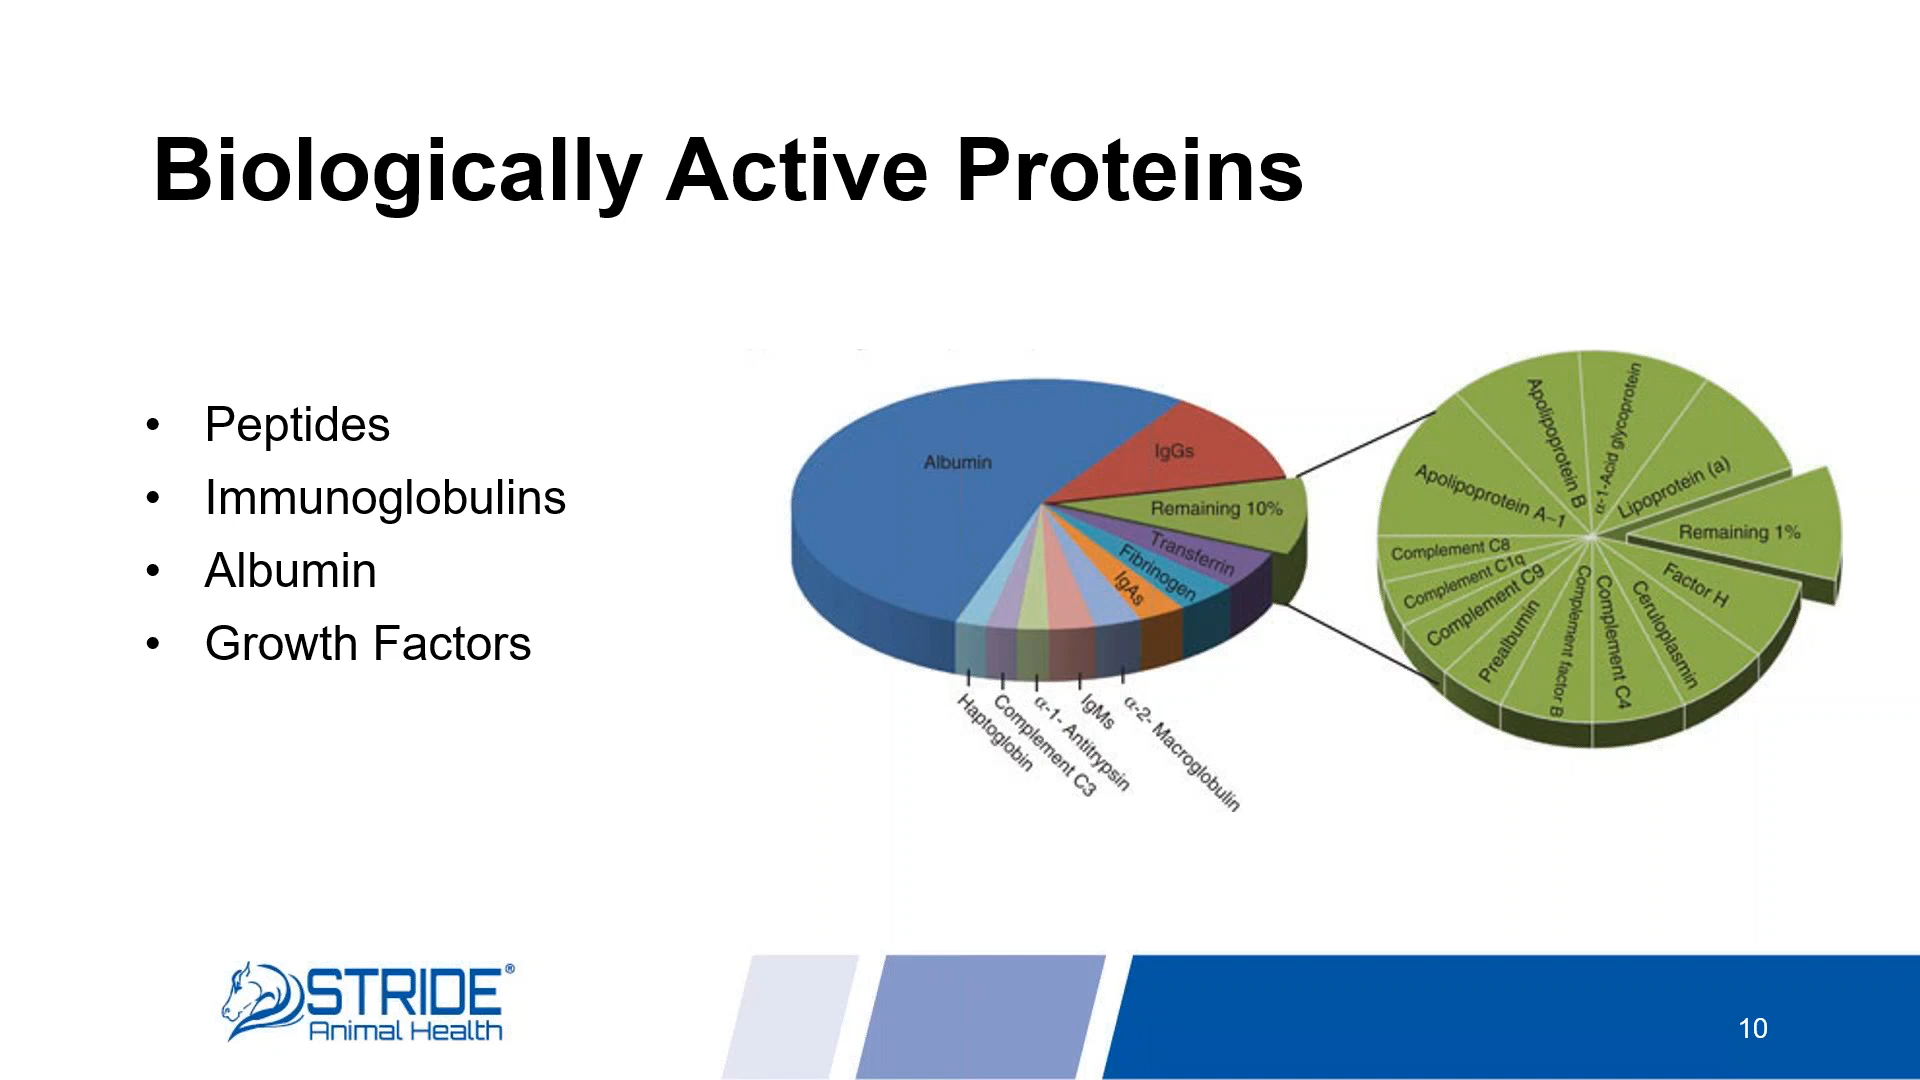 Biologically Active Proteins
• Peptides
• Immunoglobulins
• Albumin
• Growth Factors
Albumin
IgGs
Remaining 10%
Transferrin
Fibrinogen
IgAs
α-2- Macroglobulin
IgMs
α-1- Antitrypsin
Complement C3
Haptoglobin
Apolipoprotein A–1
Apolipoprotein B
α-1-Acid glycoprotein
Lipoprotein (a)
Remaining 1%
Factor H
Ceruloplasmin
Complement C4
Complement factor B
Prealbumin
Complement C9
Complement C1q
Complement C8
STRIDE®
Animal Health
10